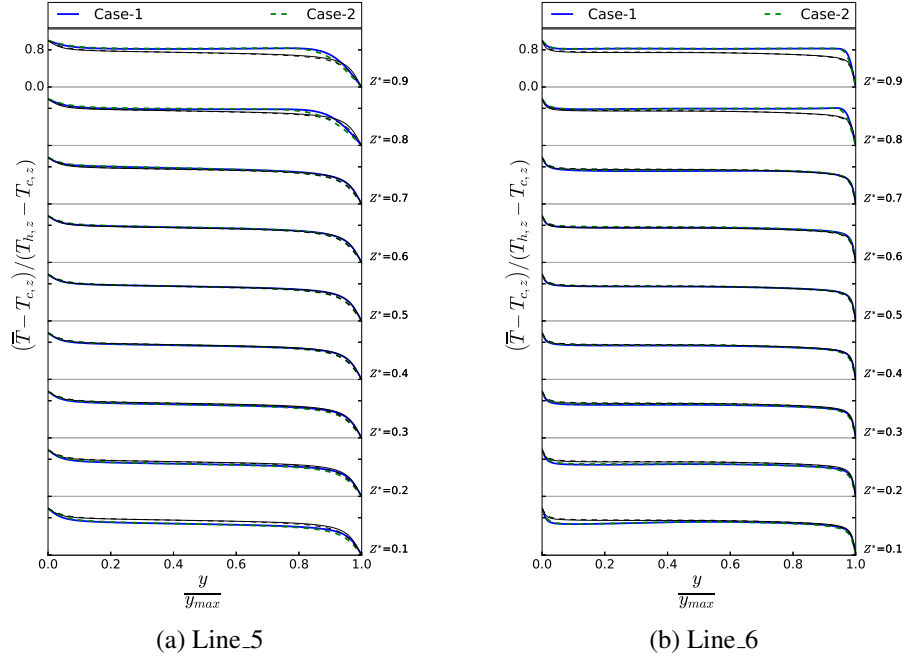 Case-1 Case-2
Case-1 Case-2
0.8
0.0
Z*=0.9
Z*=0.8
Z*=0.7
Z*=0.6
Z*=0.5
Z*=0.4
Z*=0.3
Z*=0.2
Z*=0.1
(T̅ − T_{c,z})/(T_{h,z} − T_{c,z})
0.0 0.2 0.4 0.6 0.8 1.0
y
y_{max}
(a) Line_5
0.8
0.0
Z*=0.9
Z*=0.8
Z*=0.7
Z*=0.6
Z*=0.5
Z*=0.4
Z*=0.3
Z*=0.2
Z*=0.1
(T̅ − T_{c,z})/(T_{h,z} − T_{c,z})
0.0 0.2 0.4 0.6 0.8 1.0
y
y_{max}
(b) Line_6